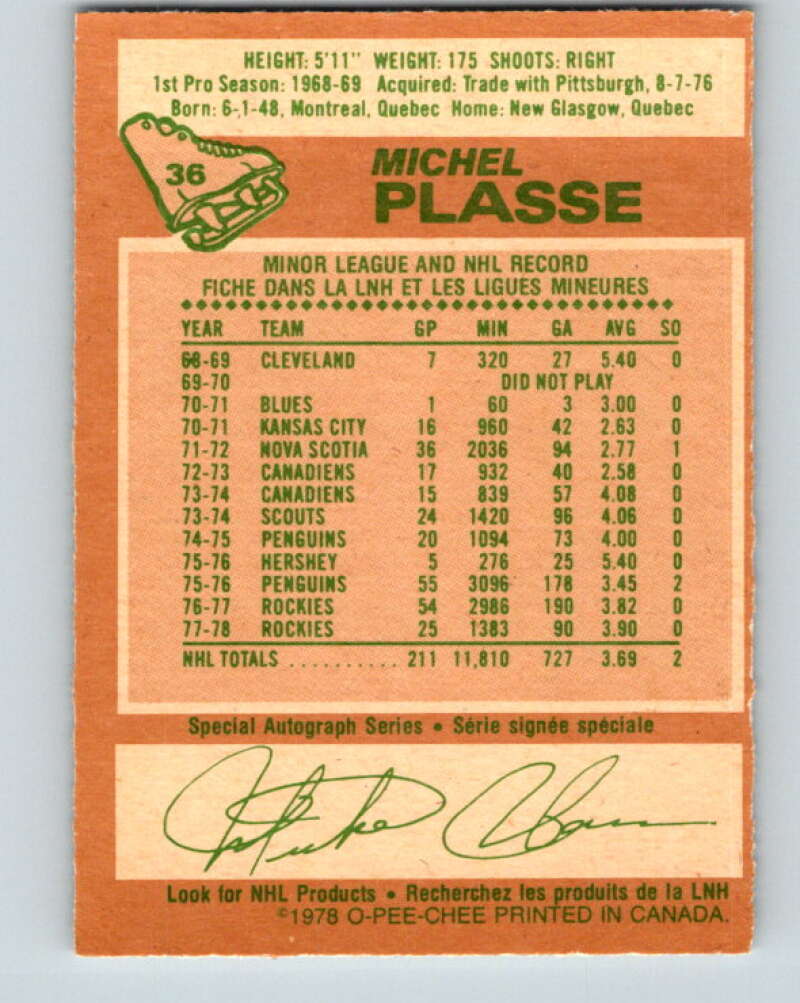 HEIGHT: 5'11" WEIGHT: 175 SHOOTS: RIGHT
1st Pro Season: 1968-69 Acquired: Trade with Pittsburgh, 8-7-76
Born: 6-,1-48, Montreal, Quebec Home: New Glasgow, Quebec
36
MICHEL
PLASSE
MINOR LEAGUE AND NHL RECORD
FICHE DANS LA LNH ET LES LIGUES MINEURES
YEAR TEAM GP MIN GA AVG SO
68-69 CLEVELAND 7 320 27 5.40 0
69-70 DID NOT PLAY
70-71 BLUES 1 60 3 3.00 0
70-71 KANSAS CITY 16 960 42 2.63 0
71-72 NOVA SCOTIA 36 2036 94 2.77 1
72-73 CANADIENS 17 932 40 2.58 0
73-74 CANADIENS 15 839 57 4.08 0
73-74 SCOUTS 24 1420 96 4.06 0
74-75 PENGUINS 20 1094 73 4.00 0
75-76 HERSHEY 5 276 25 5.40 0
75-76 PENGUINS 55 3096 178 3.45 2
76-77 ROCKIES 54 2986 190 3.82 0
77-78 ROCKIES 25 1383 90 3.90 0
NHL TOTALS .......... 211 11,810 727 3.69 2
Special Autograph Series • Série signée spéciale
Look for NHL Products • Recherchez les produits de la LNH
©1978 O-PEE-CHEE PRINTED IN CANADA.